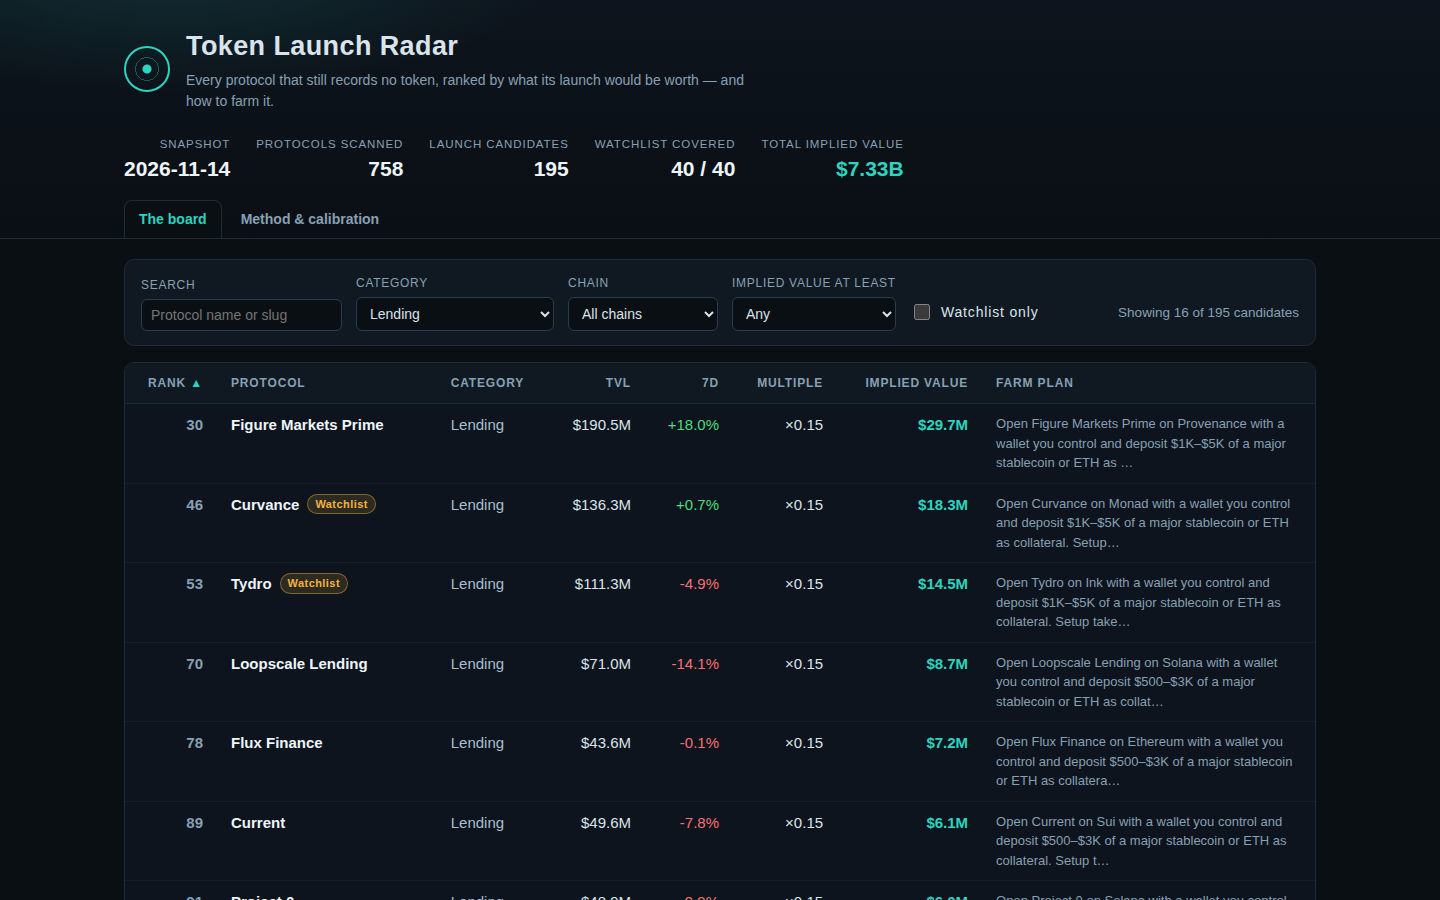 Token Launch Radar
Every protocol that still records no token, ranked by what its launch would be worth — and
how to farm it.
SNAPSHOT PROTOCOLS SCANNED LAUNCH CANDIDATES WATCHLIST COVERED TOTAL IMPLIED VALUE
2026-11-14 758 195 40 / 40 $7.33B
The board Method & calibration
SEARCH CATEGORY CHAIN IMPLIED VALUE AT LEAST
Protocol name or slug Lending All chains Any Watchlist only Showing 16 of 195 candidates
RANK ▲ PROTOCOL CATEGORY TVL 7D MULTIPLE IMPLIED VALUE FARM PLAN
30 Figure Markets Prime Lending $190.5M +18.0% ×0.15 $29.7M Open Figure Markets Prime on Provenance with a
wallet you control and deposit $1K–$5K of a major
stablecoin or ETH as …
46 Curvance Watchlist Lending $136.3M +0.7% ×0.15 $18.3M Open Curvance on Monad with a wallet you control
and deposit $1K–$5K of a major stablecoin or ETH
as collateral. Setup…
53 Tydro Watchlist Lending $111.3M -4.9% ×0.15 $14.5M Open Tydro on Ink with a wallet you control and
deposit $1K–$5K of a major stablecoin or ETH as
collateral. Setup take…
70 Loopscale Lending Lending $71.0M -14.1% ×0.15 $8.7M Open Loopscale Lending on Solana with a wallet
you control and deposit $500–$3K of a major
stablecoin or ETH as collat…
78 Flux Finance Lending $43.6M -0.1% ×0.15 $7.2M Open Flux Finance on Ethereum with a wallet you
control and deposit $500–$3K of a major stablecoin
or ETH as collatera…
89 Current Lending $49.6M -7.8% ×0.15 $6.1M Open Current on Sui with a wallet you control and
deposit $500–$3K of a major stablecoin or ETH as
collateral. Setup t…